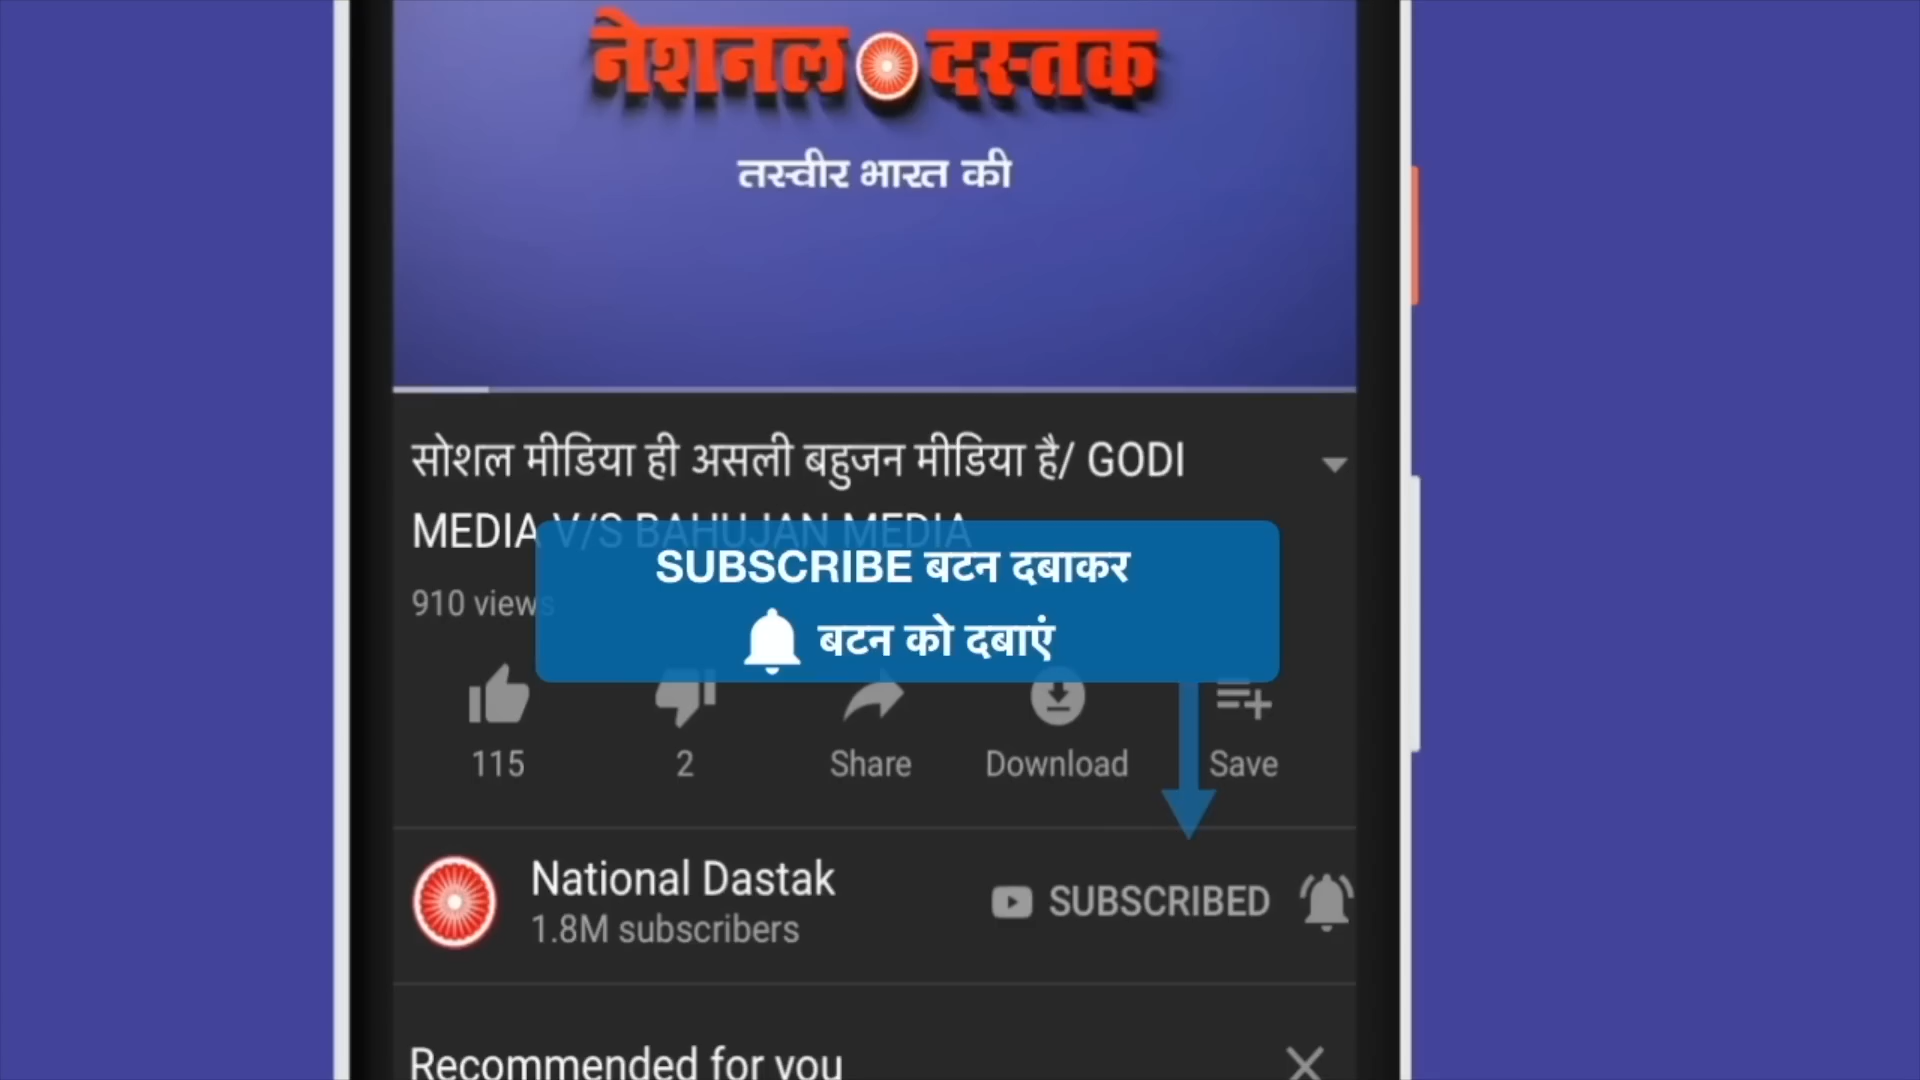 नेशनल दस्तक
तस्वीर भारत की
सोशल मीडिया ही असली बहुजन मीडिया है/ GODI
MEDIA V/S BAHUJAN MEDIA
910 views
SUBSCRIBE बटन दबाकर
बटन को दबाएं
115
2
Share
Download
Save
National Dastak
1.8M subscribers
SUBSCRIBED
Recommended for you